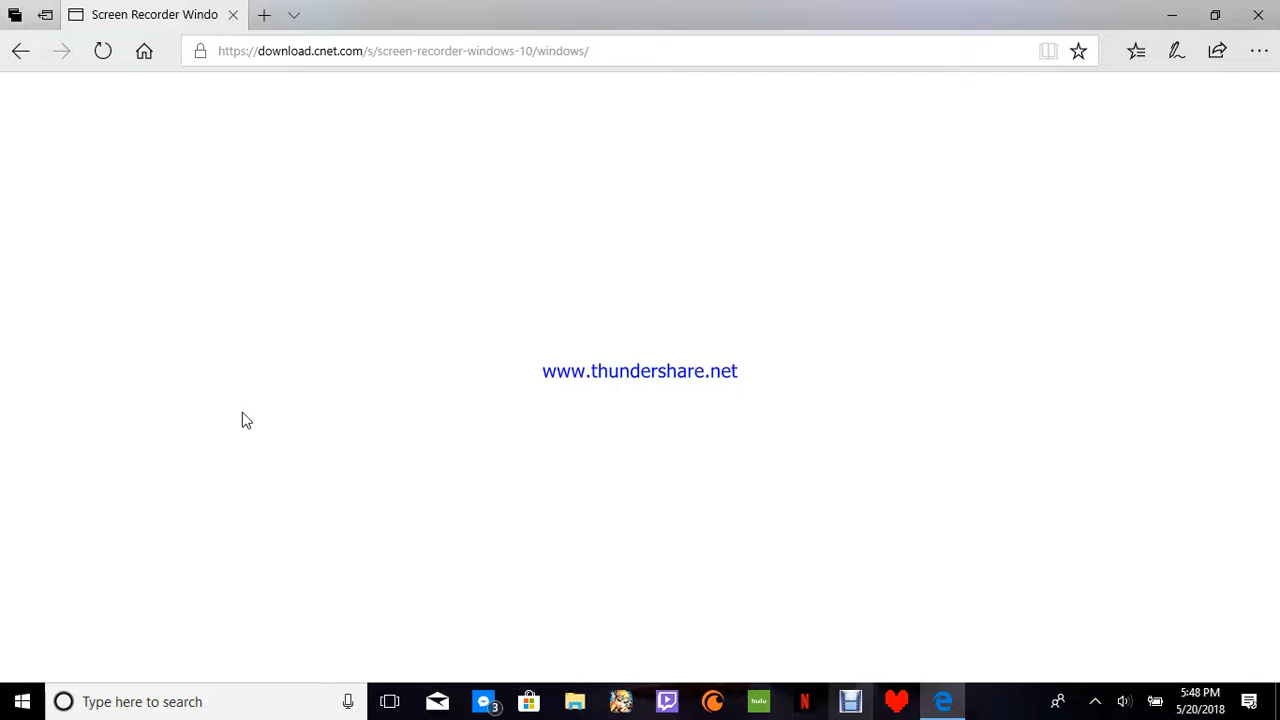 Screen Recorder Windo
https://download.cnet.com/s/screen-recorder-windows-10/windows/
www.thundershare.net
Type here to search
3
hulu
N
5:48 PM
5/20/2018